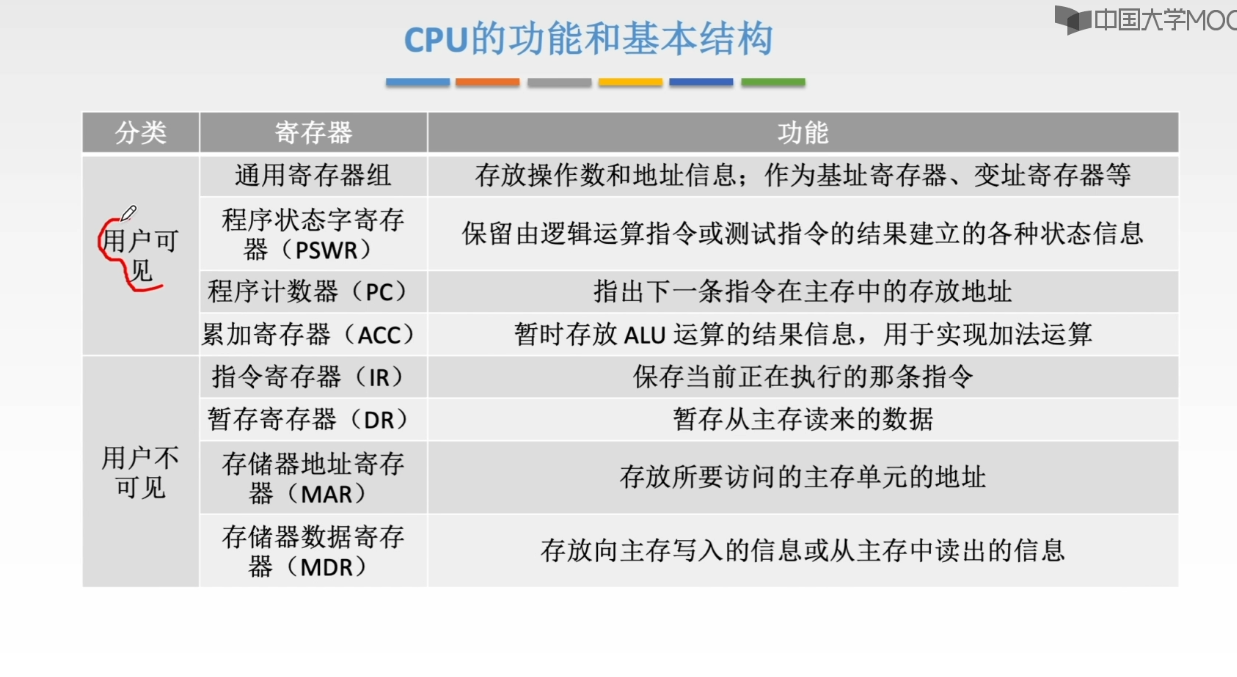 中国大学MOO
CPU的功能和基本结构
分类 寄存器 功能
用户可
见
通用寄存器组 存放操作数和地址信息；作为基址寄存器、变址寄存器等
程序状态字寄存
器（PSWR） 保留由逻辑运算指令或测试指令的结果建立的各种状态信息
程序计数器（PC） 指出下一条指令在主存中的存放地址
累加寄存器（ACC） 暂时存放 ALU 运算的结果信息，用于实现加法运算
用户不
可见
指令寄存器（IR） 保存当前正在执行的那条指令
暂存寄存器（DR） 暂存从主存读来的数据
存储器地址寄存
器（MAR） 存放所要访问的主存单元的地址
存储器数据寄存
器（MDR） 存放向主存写入的信息或从主存中读出的信息